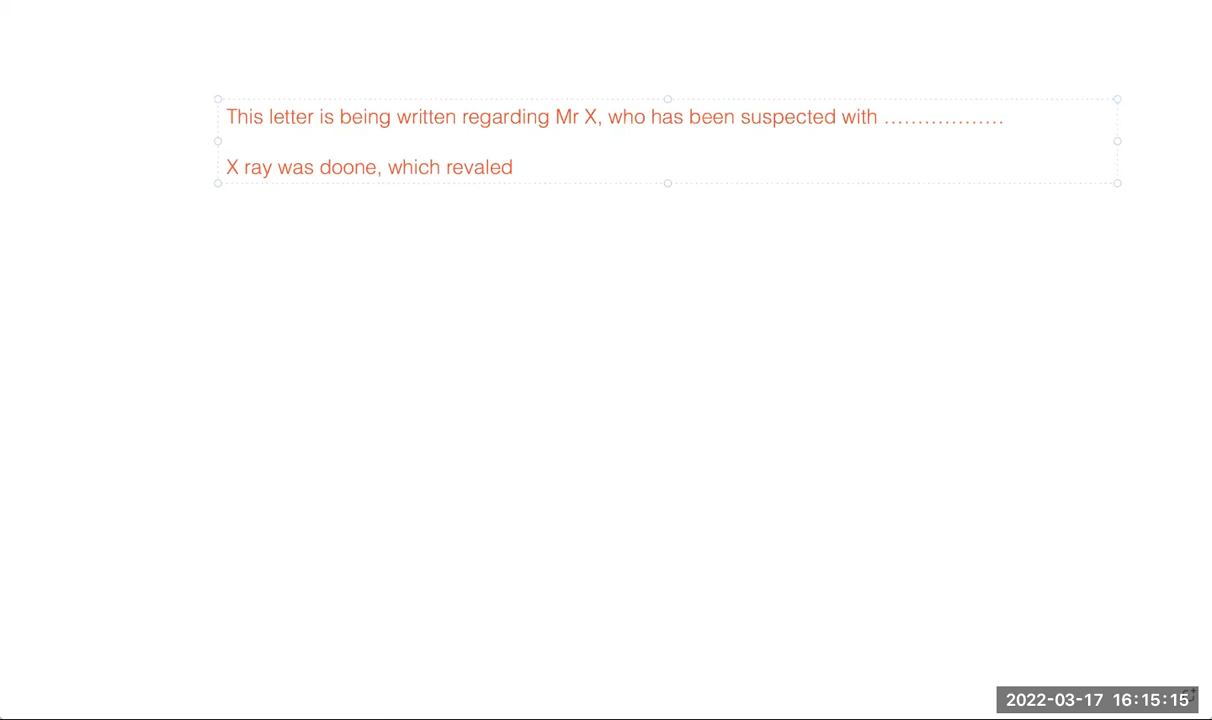 This letter is being written regarding Mr X, who has been suspected with ………………
X ray was doone, which revaled
2022-03-17 16:15:15